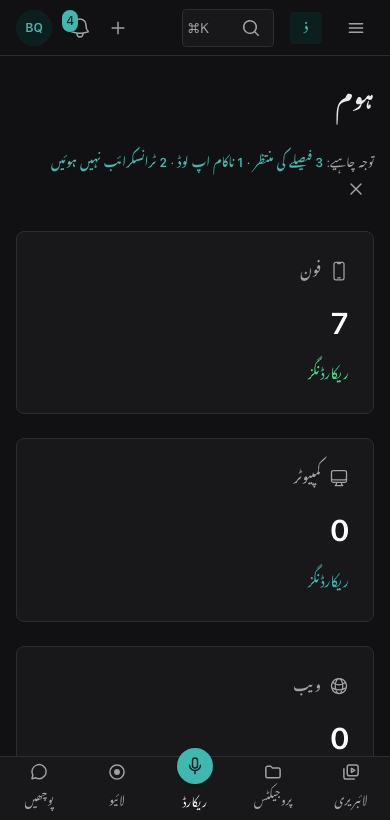 ذ
⌘K
4
BQ
ہوم
توجہ چاہیے: 3 فیصلے کی منتظر · 1 ناکام اپ لوڈ · 2 ٹرانسکرائب نہیں ہوئیں
فون
7
ریکارڈنگز
کمپیوٹر
0
ریکارڈنگز
ویب
0
لائبریری
پروجیکٹس
ریکارڈ
لائیو
پوچھیں